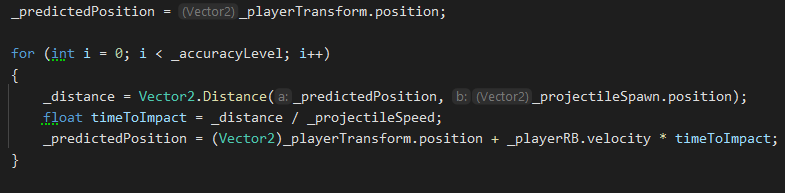 _predictedPosition = (Vector2)_playerTransform.position;
for (int i = 0; i < _accuracyLevel; i++)
{
_distance = Vector2.Distance(a: _predictedPosition, b: (Vector2)_projectileSpawn.position);
float timeToImpact = _distance / _projectileSpeed;
_predictedPosition = (Vector2)_playerTransform.position + _playerRB.velocity * timeToImpact;
}